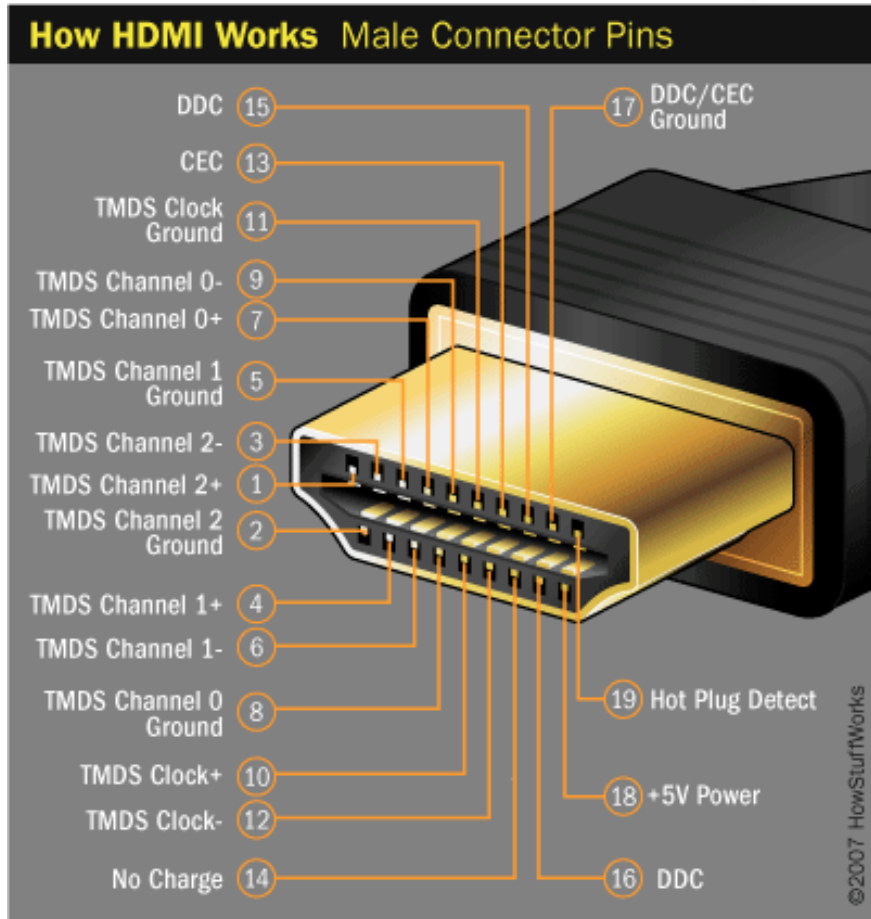 How HDMI Works Male Connector Pins
DDC 15
CEC 13
TMDS Clock
Ground 11
TMDS Channel 0- 9
TMDS Channel 0+ 7
TMDS Channel 1
Ground 5
TMDS Channel 2- 3
TMDS Channel 2+ 1
TMDS Channel 2
Ground 2
TMDS Channel 1+ 4
TMDS Channel 1- 6
TMDS Channel 0
Ground 8
TMDS Clock+ 10
TMDS Clock- 12
No Charge 14
17 DDC/CEC
Ground
19 Hot Plug Detect
18 +5V Power
16 DDC
©2007 HowStuffWorks